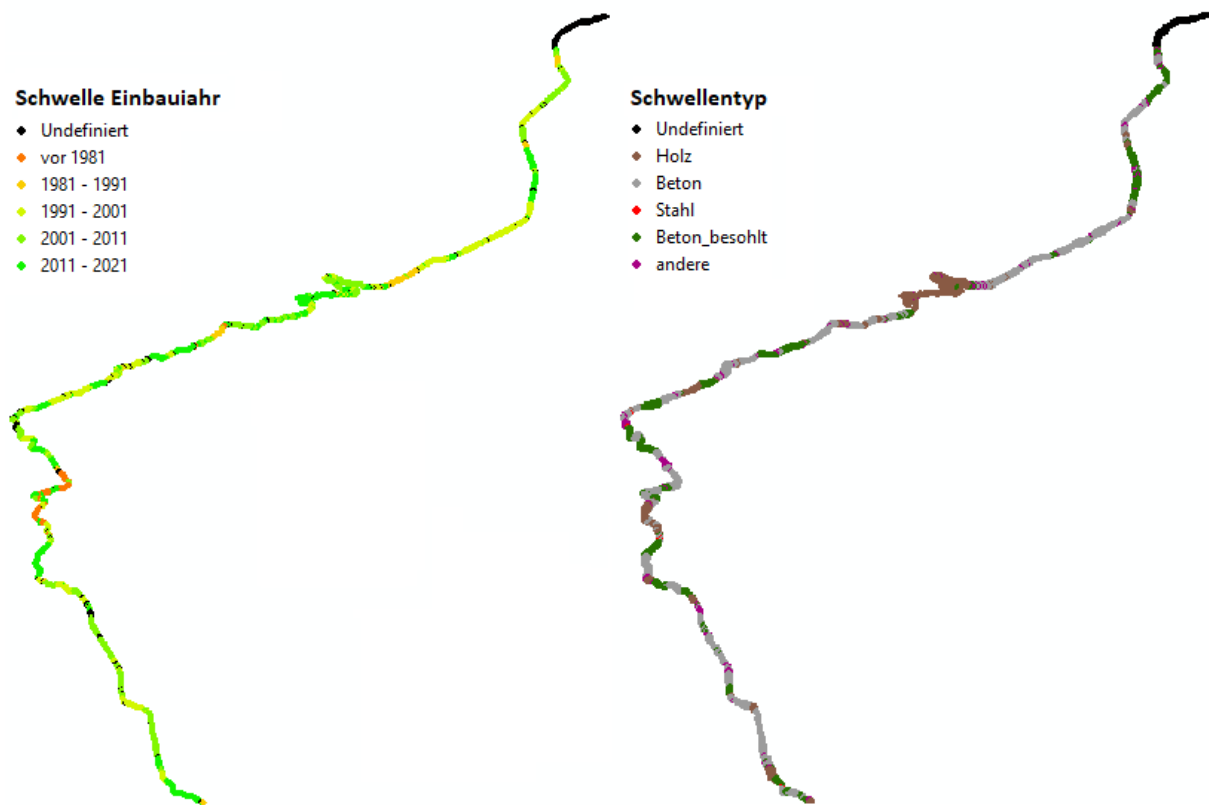 Schwelle Einbauiahr
Undefiniert
vor 1981
1981 - 1991
1991 - 2001
2001 - 2011
2011 - 2021
Schwellentyp
Undefiniert
Holz
Beton
Stahl
Beton_besohlt
andere